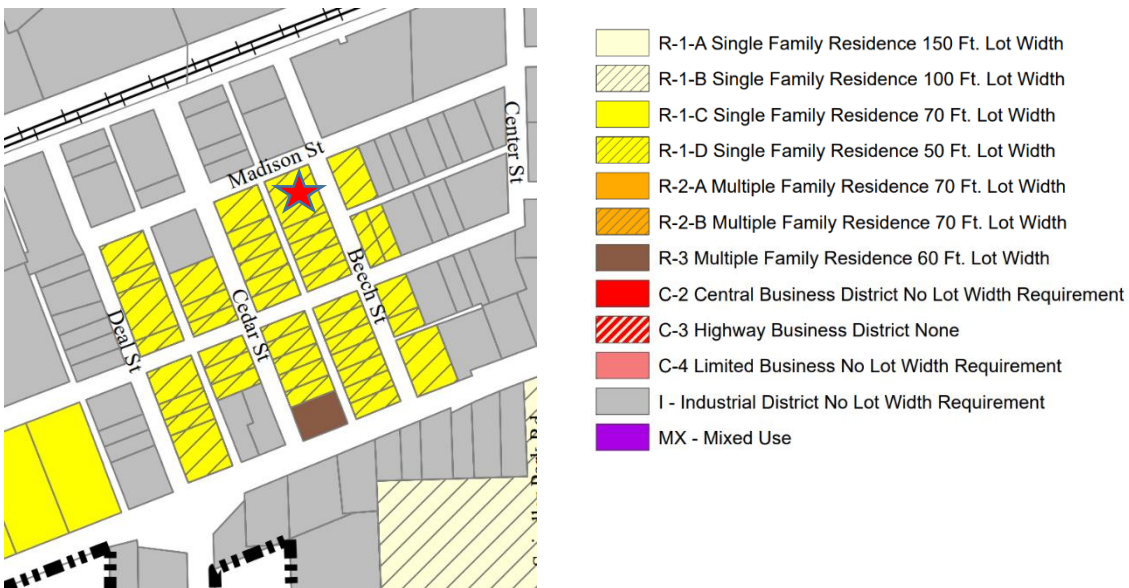 Madison St
Center St
Beech St
Cedar St
Deal St
R-1-A Single Family Residence 150 Ft. Lot Width
R-1-B Single Family Residence 100 Ft. Lot Width
R-1-C Single Family Residence 70 Ft. Lot Width
R-1-D Single Family Residence 50 Ft. Lot Width
R-2-A Multiple Family Residence 70 Ft. Lot Width
R-2-B Multiple Family Residence 70 Ft. Lot Width
R-3 Multiple Family Residence 60 Ft. Lot Width
C-2 Central Business District No Lot Width Requirement
C-3 Highway Business District None
C-4 Limited Business No Lot Width Requirement
I - Industrial District No Lot Width Requirement
MX - Mixed Use